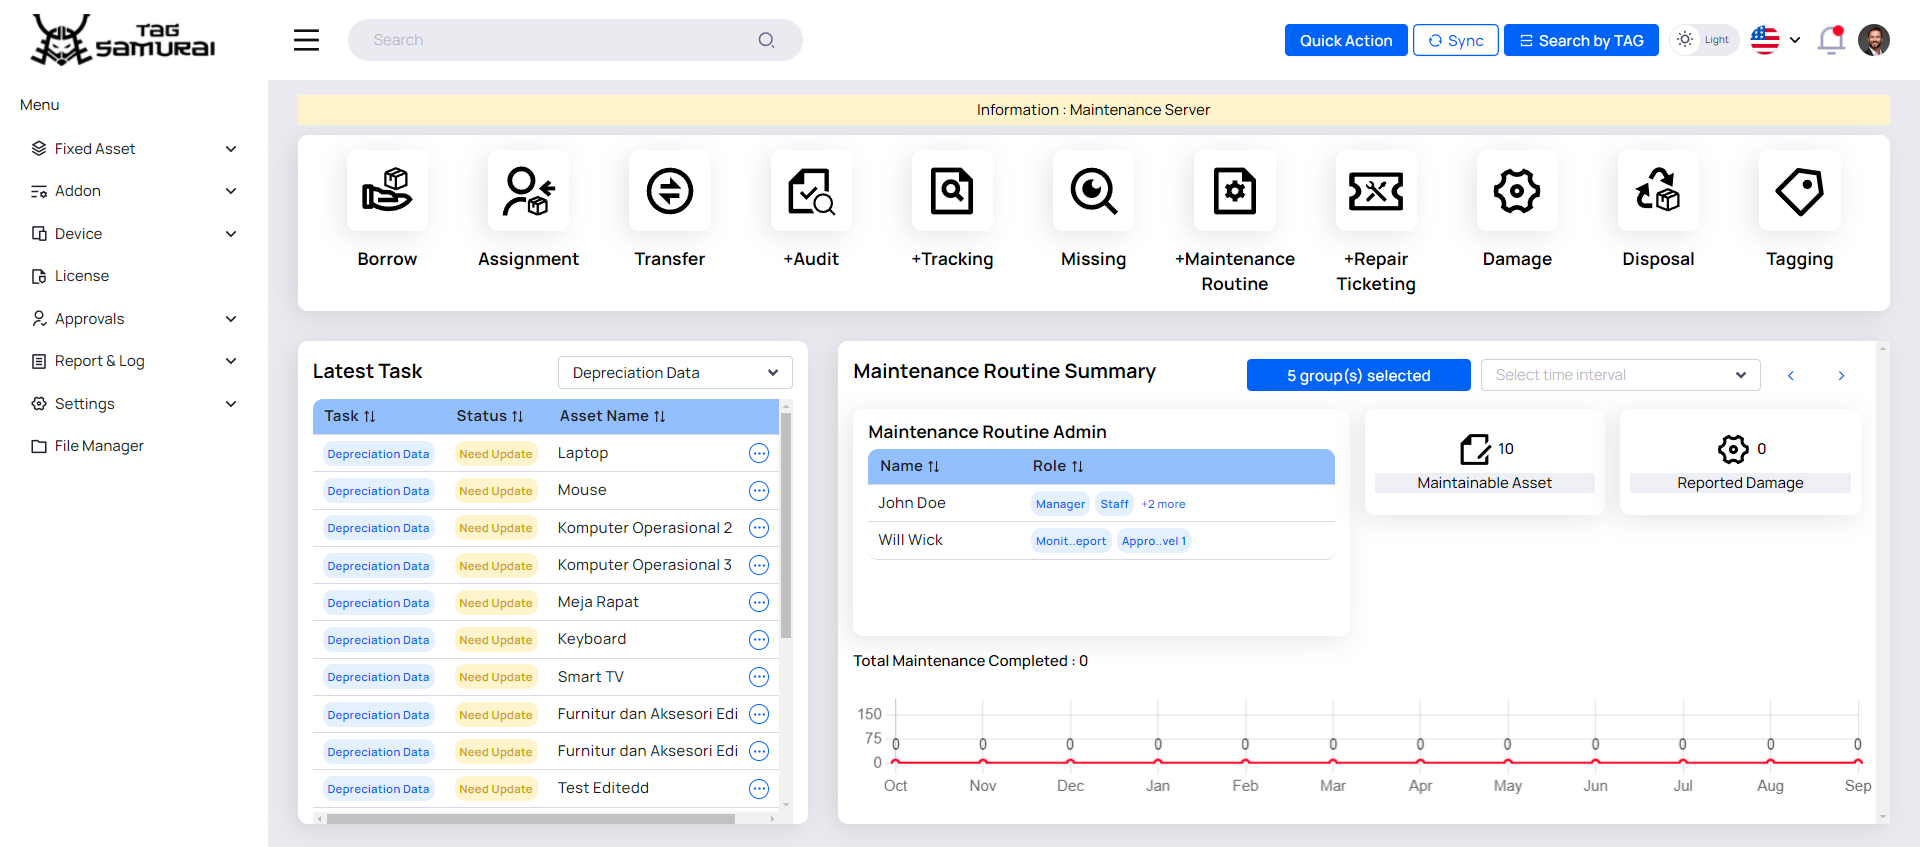 TAG SAMURAI
Search
Quick Action
Sync
Search by TAG
Light
Menu
Fixed Asset
Addon
Device
License
Approvals
Report & Log
Settings
File Manager
Information : Maintenance Server
Borrow
Assignment
Transfer
+Audit
+Tracking
Missing
+Maintenance
Routine
+Repair
Ticketing
Damage
Disposal
Tagging
Latest Task
Depreciation Data
Task Status Asset Name
Depreciation Data Need Update Laptop
Depreciation Data Need Update Mouse
Depreciation Data Need Update Komputer Operasional 2
Depreciation Data Need Update Komputer Operasional 3
Depreciation Data Need Update Meja Rapat
Depreciation Data Need Update Keyboard
Depreciation Data Need Update Smart TV
Depreciation Data Need Update Furnitur dan Aksesori Edi
Depreciation Data Need Update Furnitur dan Aksesori Edi
Depreciation Data Need Update Test Editedd
Maintenance Routine Summary
5 group(s) selected
Select time interval
Maintenance Routine Admin
Name Role
John Doe Manager Staff +2 more
Will Wick Monit..eport Appro..vel 1
10
Maintainable Asset
0
Reported Damage
Total Maintenance Completed : 0
150
75
0
0 0 0 0 0 0 0 0 0 0 0 0
Oct Nov Dec Jan Feb Mar Apr May Jun Jul Aug Sep